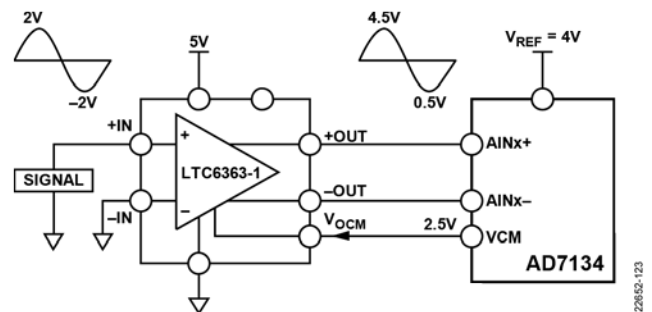 2V
–2V
5V
4.5V
0.5V
VREF = 4V
+IN
–IN
SIGNAL
+
–
LTC6363-1
+OUT
–OUT
VOCM
2.5V
AINx+
AINx–
VCM
AD7134
22652-123